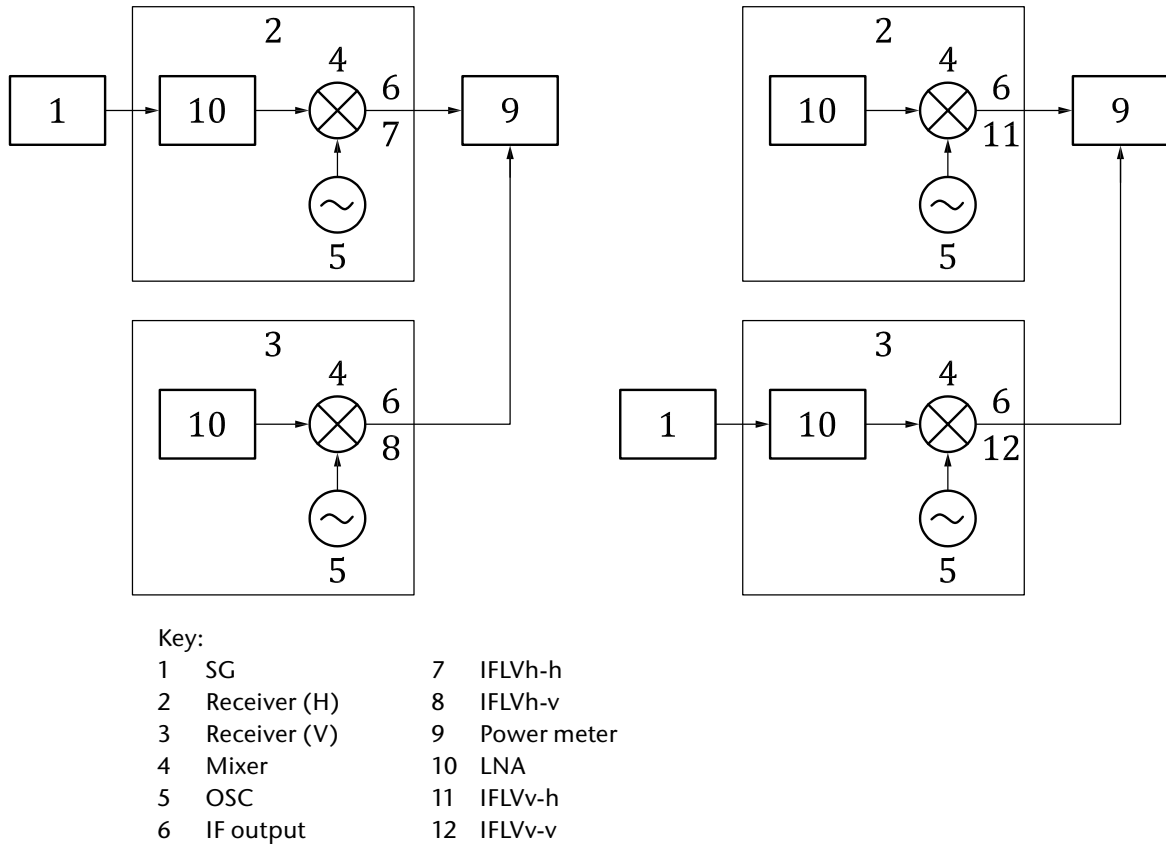 2
4
6
1
10
9
7
5
3
4
6
10
8
5
2
4
6
10
9
11
5
3
4
6
1
10
12
5
Key:
1 SG
2 Receiver (H)
3 Receiver (V)
4 Mixer
5 OSC
6 IF output
7 IFLVh-h
8 IFLVh-v
9 Power meter
10 LNA
11 IFLVv-h
12 IFLVv-v